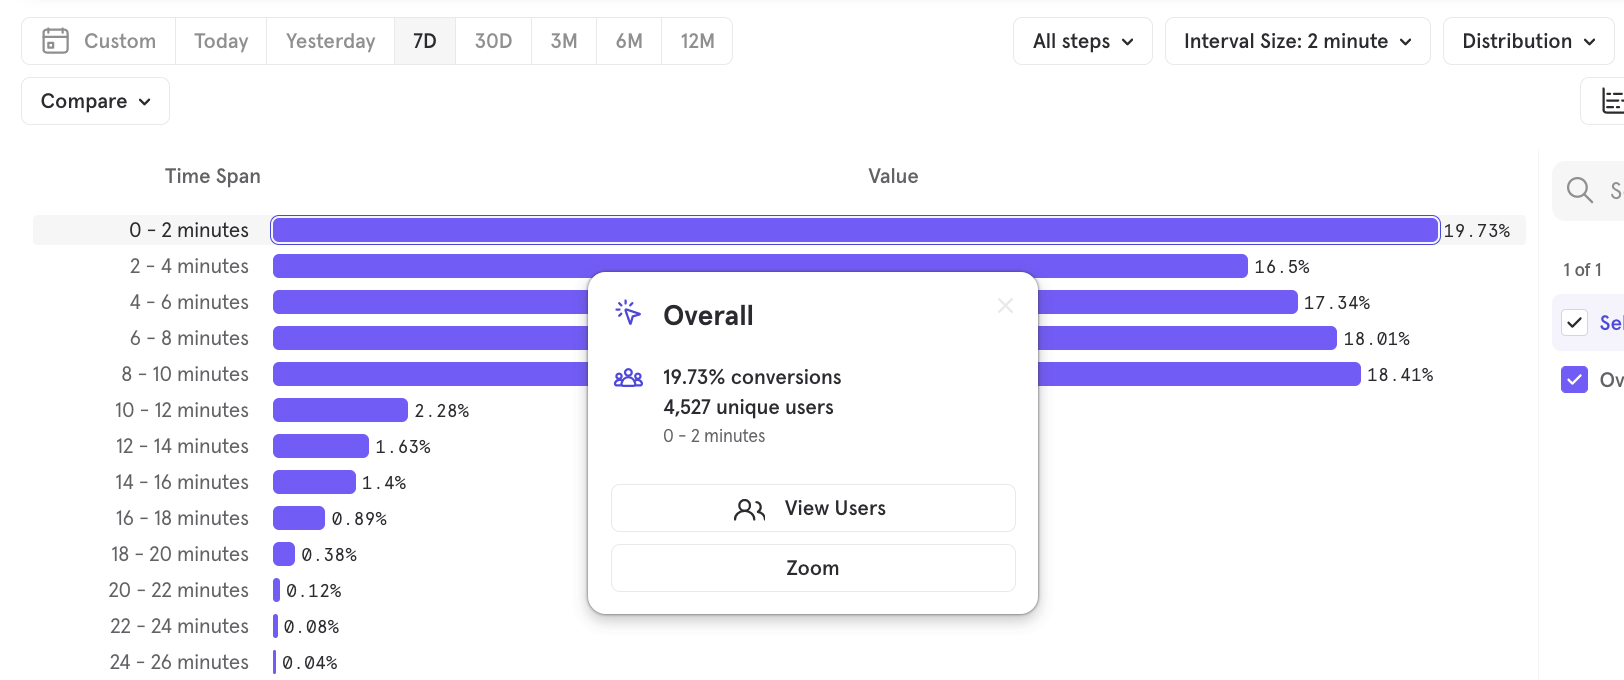 Custom
Today
Yesterday
7D
30D
3M
6M
12M
All steps
Interval Size: 2 minute
Distribution
Compare
Time Span
Value
0 - 2 minutes 19.73%
2 - 4 minutes 16.5%
4 - 6 minutes 17.34%
6 - 8 minutes 18.01%
8 - 10 minutes 18.41%
10 - 12 minutes 2.28%
12 - 14 minutes 1.63%
14 - 16 minutes 1.4%
16 - 18 minutes 0.89%
18 - 20 minutes 0.38%
20 - 22 minutes 0.12%
22 - 24 minutes 0.08%
24 - 26 minutes 0.04%
Overall
19.73% conversions
4,527 unique users
0 - 2 minutes
View Users
Zoom
1 of 1